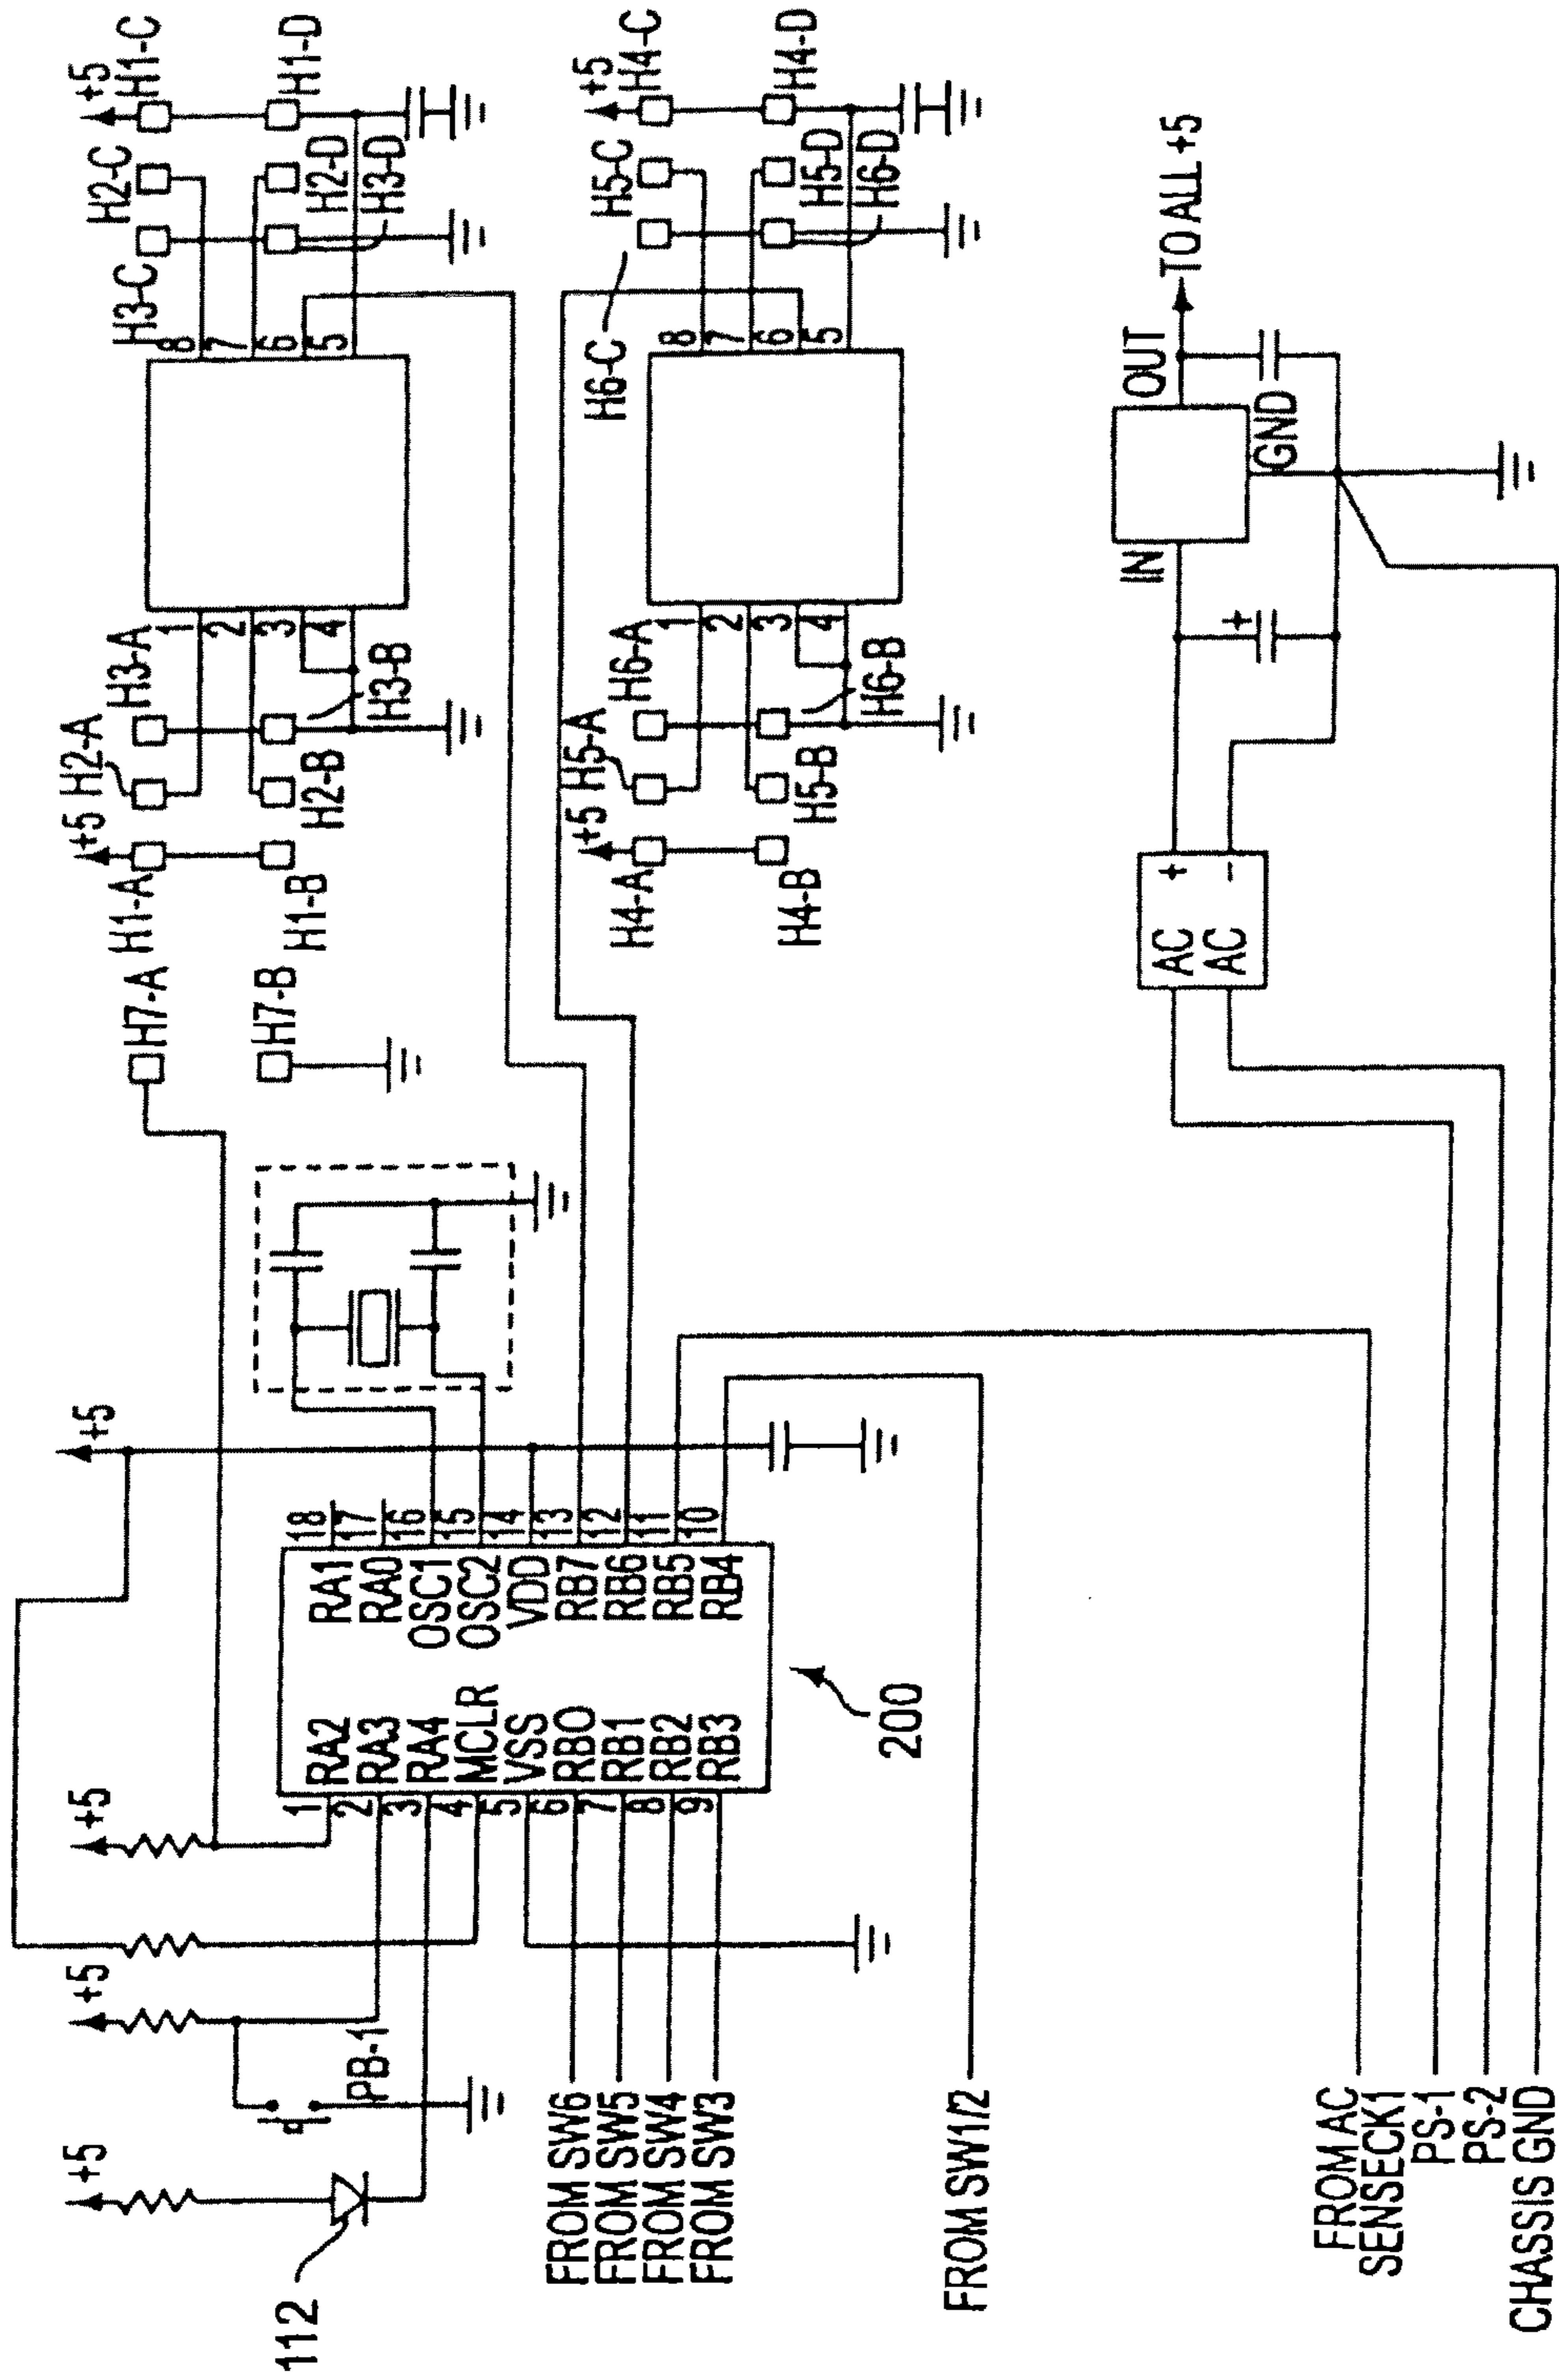 +5
112
+5
PB-1
+5
+5
H7-A
H7-B
H1-A
+5
H2-A
H3-A
H1-B
H2-B
H3-B
1
2
3
4
8
7
6
5
H3-C
H2-C
+5
H1-C
H1-D
H2-D
H3-D
1 RA2
2 RA3
3 RA4
4 MCLR
5 VSS
6 RB0
7 RB1
8 RB2
9 RB3
RA1 18
RA0 17
OSC1 16
OSC2 15
VDD 14
RB7 13
RB6 12
RB5 11
RB4 10
200
FROM SW6
FROM SW5
FROM SW4
FROM SW3
FROM SW1/2
H4-A
+5
H5-A
H6-A
H4-B
H5-B
H6-B
1
2
3
4
8
7
6
5
H6-C
H5-C
+5
H4-C
H4-D
H5-D
H6-D
AC +
AC -
IN
OUT
GND
+
TO ALL +5
FROM AC
SENSECK1
PS-1
PS-2
CHASSIS GND